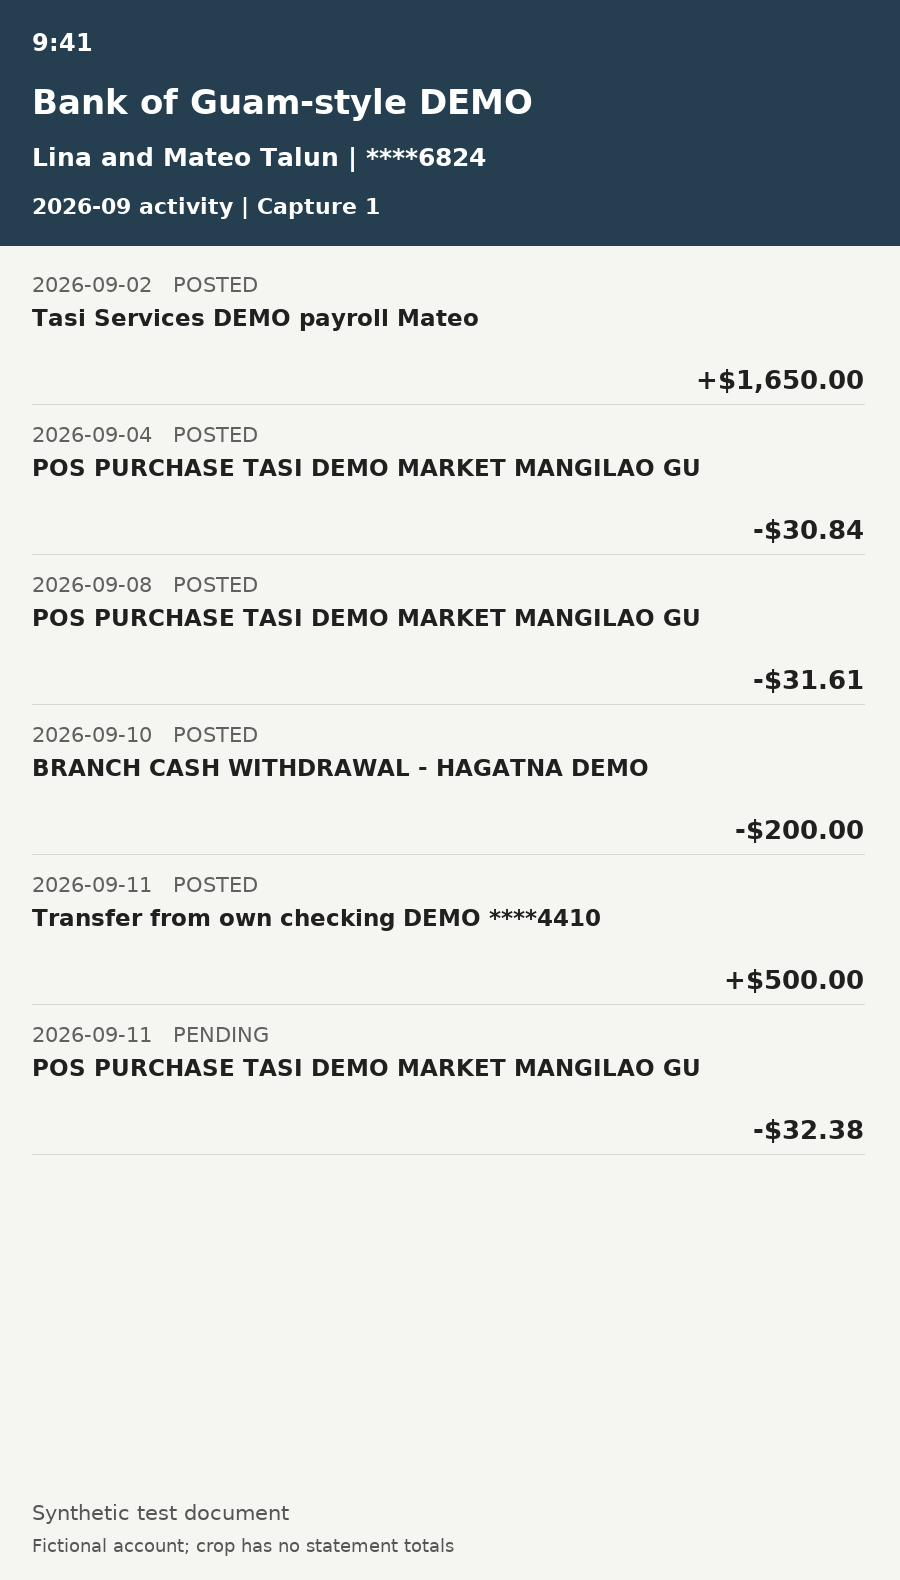 9:41
Bank of Guam-style DEMO
Lina and Mateo Talun | ****6824
2026-09 activity | Capture 1
2026-09-02 POSTED
Tasi Services DEMO payroll Mateo
+$1,650.00
2026-09-04 POSTED
POS PURCHASE TASI DEMO MARKET MANGILAO GU
-$30.84
2026-09-08 POSTED
POS PURCHASE TASI DEMO MARKET MANGILAO GU
-$31.61
2026-09-10 POSTED
BRANCH CASH WITHDRAWAL - HAGATNA DEMO
-$200.00
2026-09-11 POSTED
Transfer from own checking DEMO ****4410
+$500.00
2026-09-11 PENDING
POS PURCHASE TASI DEMO MARKET MANGILAO GU
-$32.38
Synthetic test document
Fictional account; crop has no statement totals